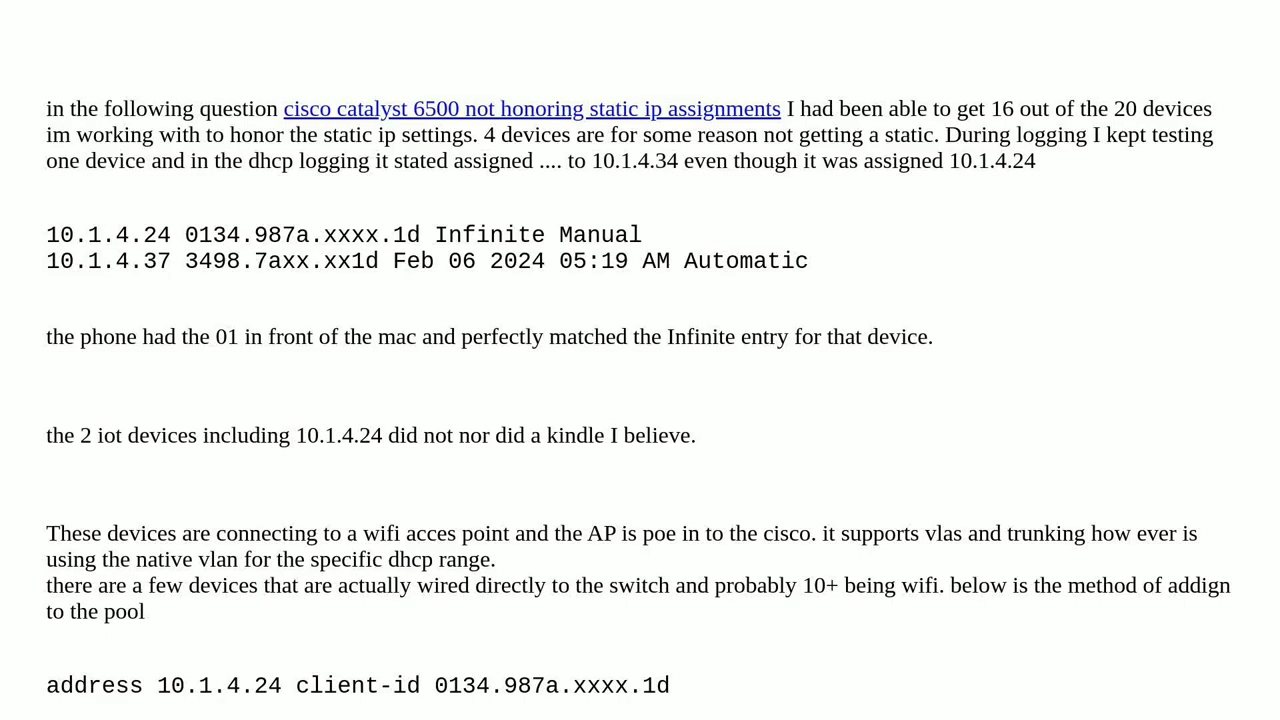 in the following question cisco catalyst 6500 not honoring static ip assignments I had been able to get 16 out of the 20 devices
im working with to honor the static ip settings. 4 devices are for some reason not getting a static. During logging I kept testing
one device and in the dhcp logging it stated assigned .... to 10.1.4.34 even though it was assigned 10.1.4.24
10.1.4.24 0134.987a.xxxx.1d Infinite Manual
10.1.4.37 3498.7axx.xx1d Feb 06 2024 05:19 AM Automatic
the phone had the 01 in front of the mac and perfectly matched the Infinite entry for that device.
the 2 iot devices including 10.1.4.24 did not nor did a kindle I believe.
These devices are connecting to a wifi acces point and the AP is poe in to the cisco. it supports vlas and trunking how ever is
using the native vlan for the specific dhcp range.
there are a few devices that are actually wired directly to the switch and probably 10+ being wifi. below is the method of addign
to the pool
address 10.1.4.24 client-id 0134.987a.xxxx.1d